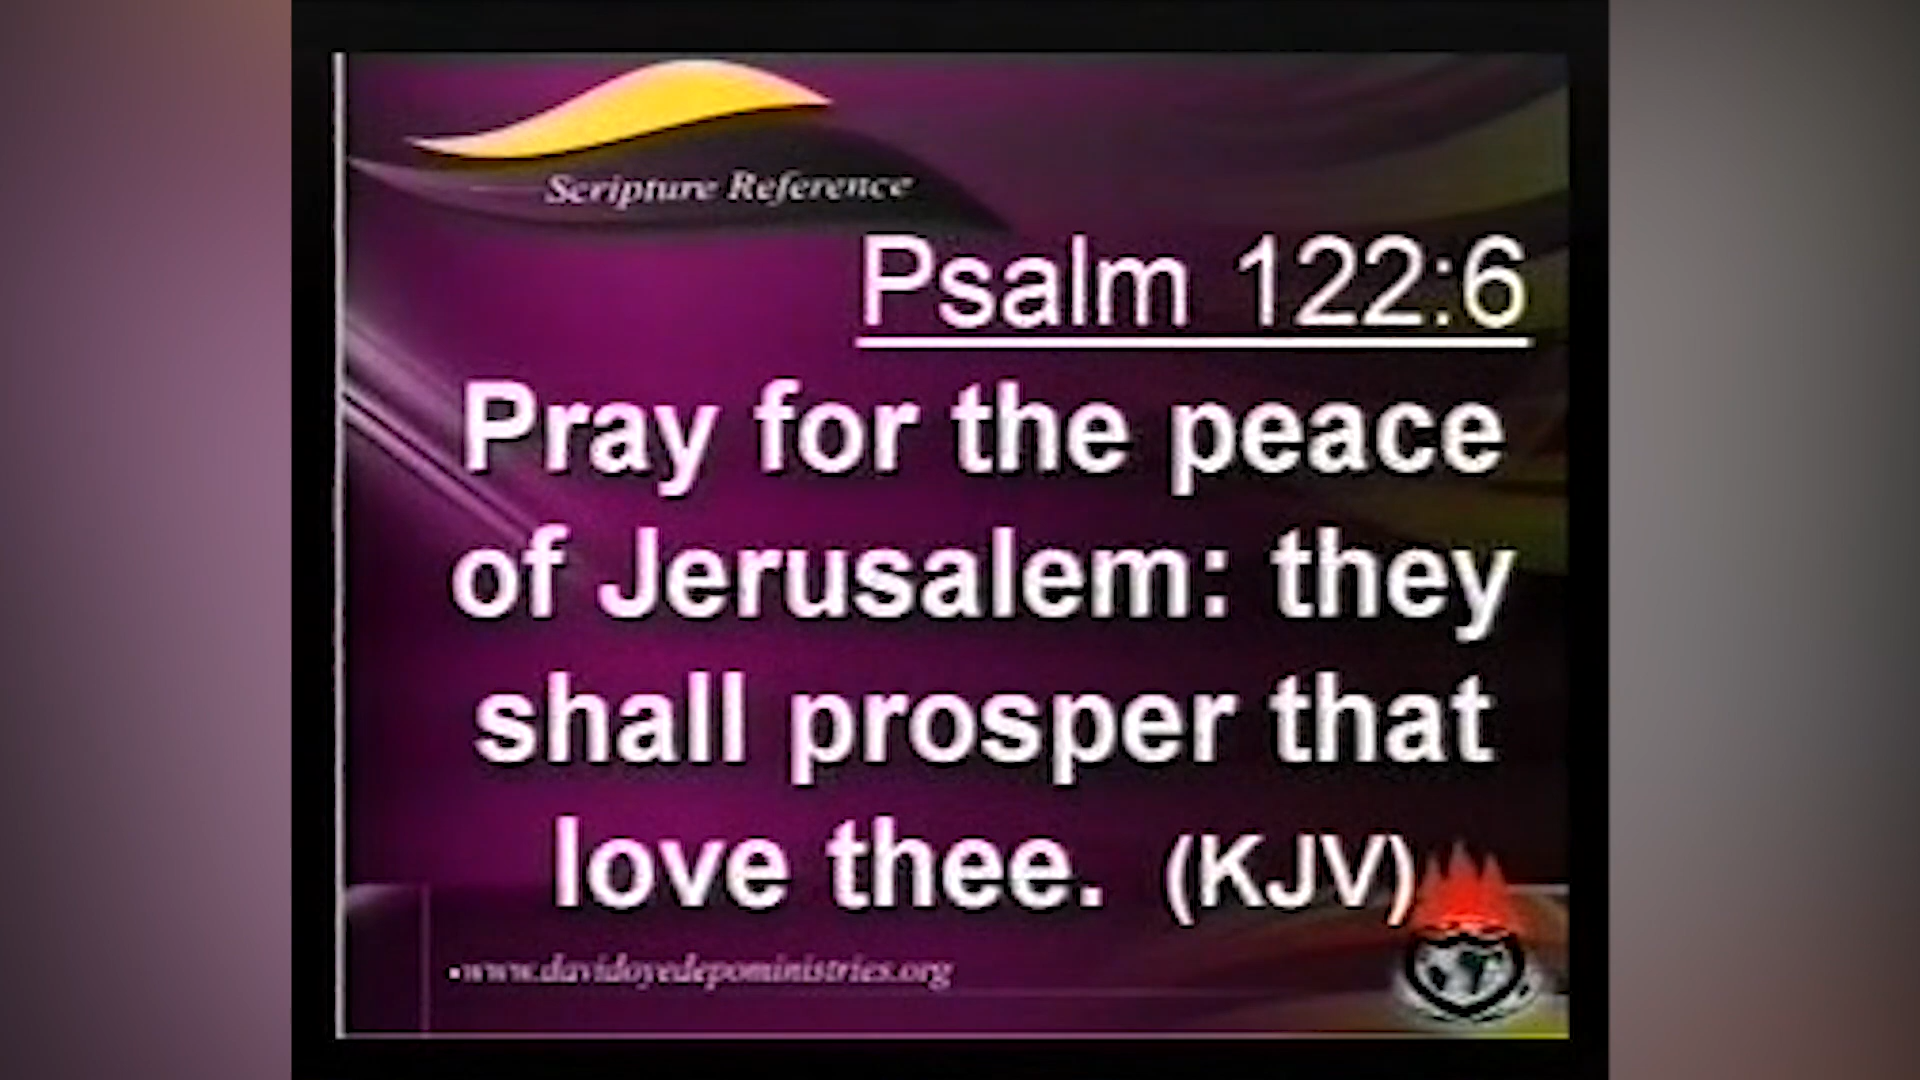 Scripture Reference
Psalm 122:6
Pray for the peace
of Jerusalem: they
shall prosper that
love thee. (KJV)
www.davidoyedepoministries.org